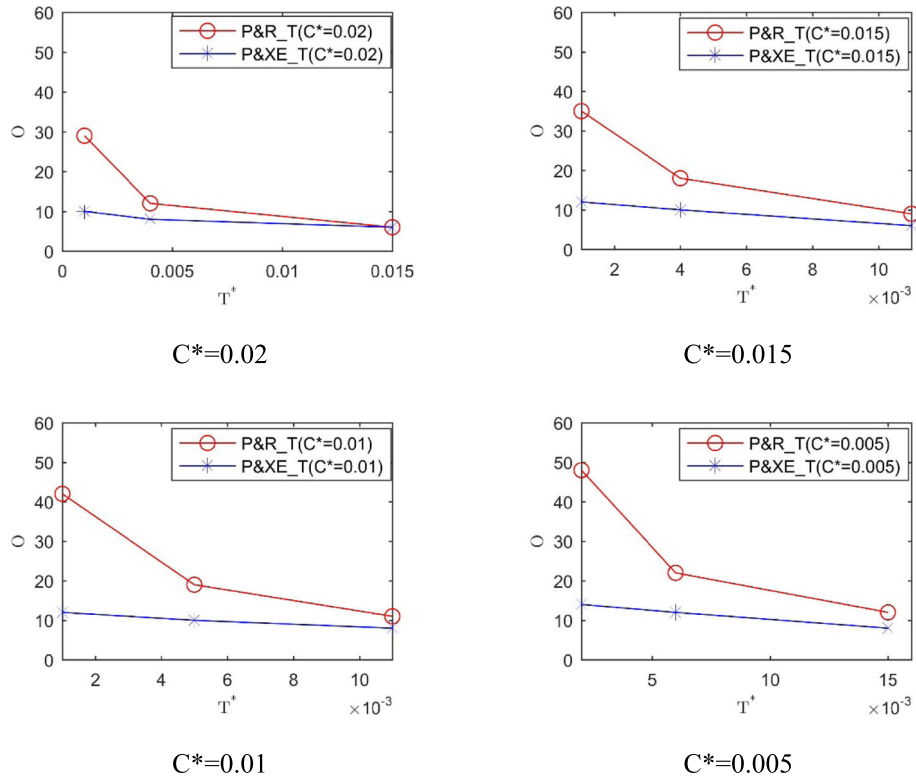 60
50
40
30
20
10
0
O
P&R_T(C*=0.02)
P&XE_T(C*=0.02)
0 0.005 0.01 0.015
T*
C*=0.02
60
50
40
30
20
10
0
O
P&R_T(C*=0.015)
P&XE_T(C*=0.015)
2 4 6 8 10
T*
×10-3
C*=0.015
60
50
40
30
20
10
0
O
P&R_T(C*=0.01)
P&XE_T(C*=0.01)
2 4 6 8 10
T*
×10-3
C*=0.01
60
50
40
30
20
10
0
O
P&R_T(C*=0.005)
P&XE_T(C*=0.005)
5 10 15
T*
×10-3
C*=0.005